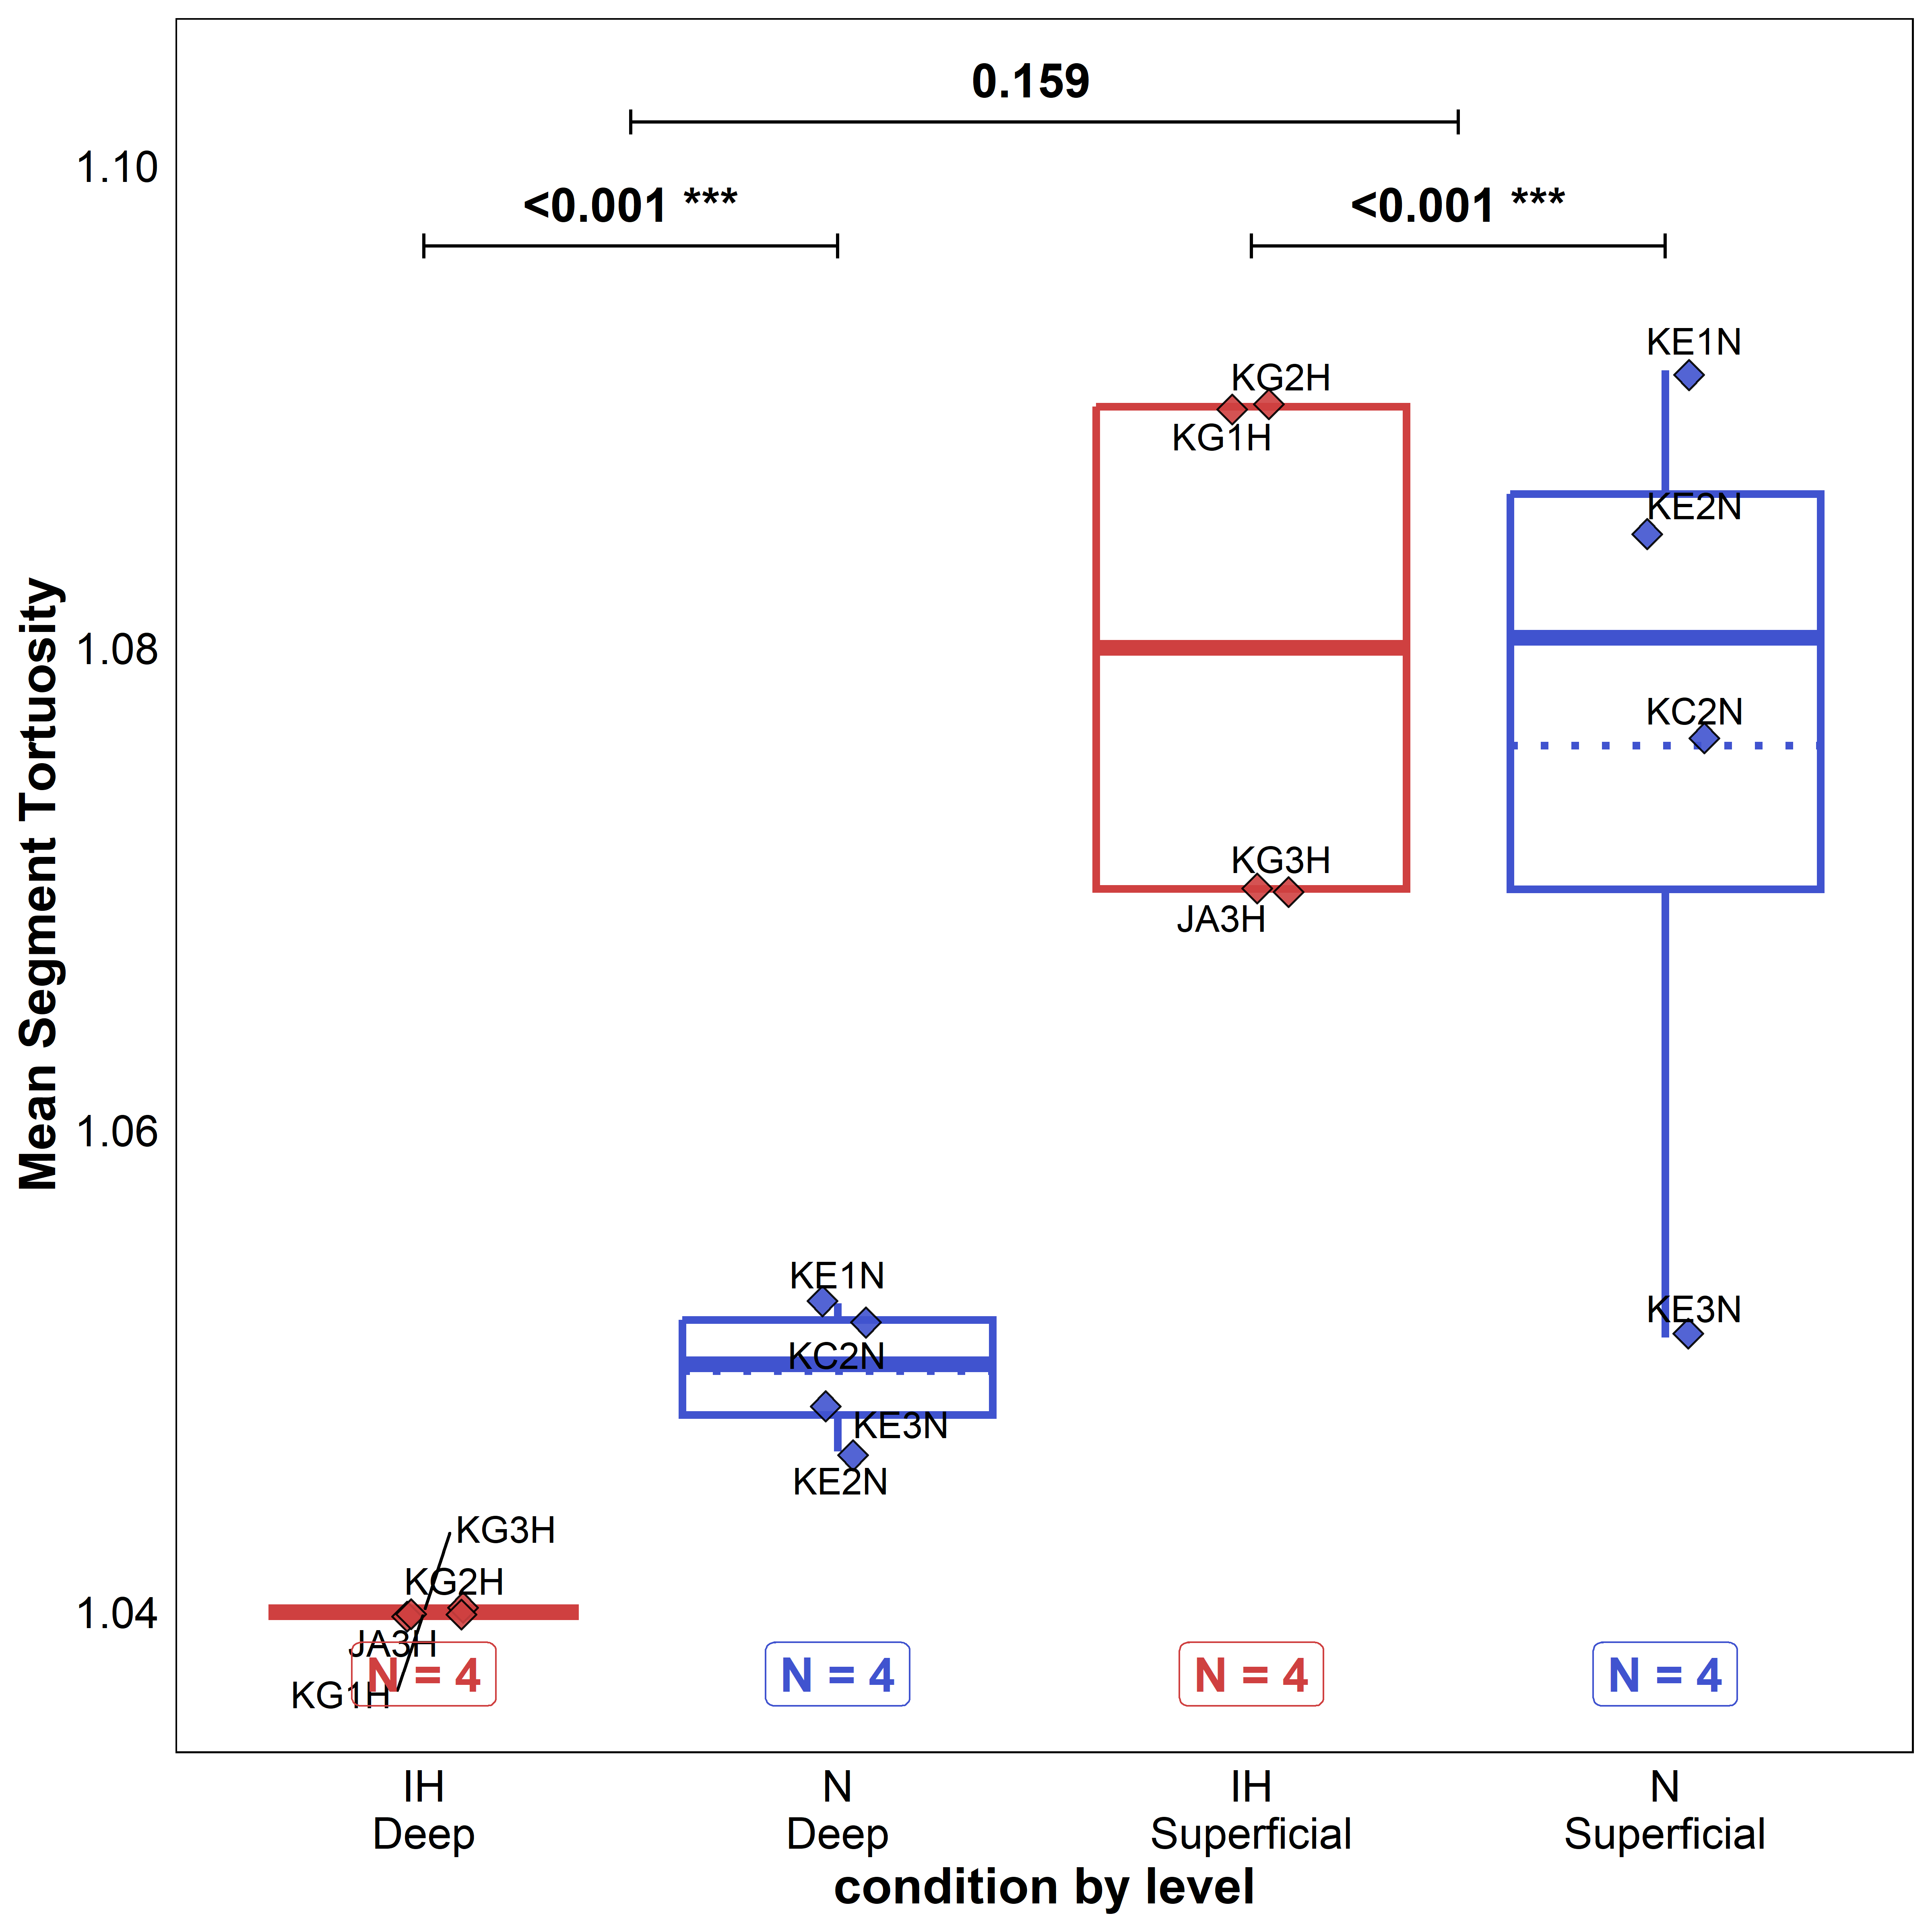 0.159
1.10
<0.001 ***
<0.001 ***
KE1N
KG2H
KG1H
KE2N
1.08
KC2N
KG3H
JA3H
Mean Segment Tortuosity
1.06
KE1N
KE3N
KC2N
KE3N
KE2N
KG3H
KG2H
1.04
JA3H
KG1H
N = 4
N = 4
N = 4
N = 4
IH
Deep
N
Deep
IH
Superficial
N
Superficial
condition by level